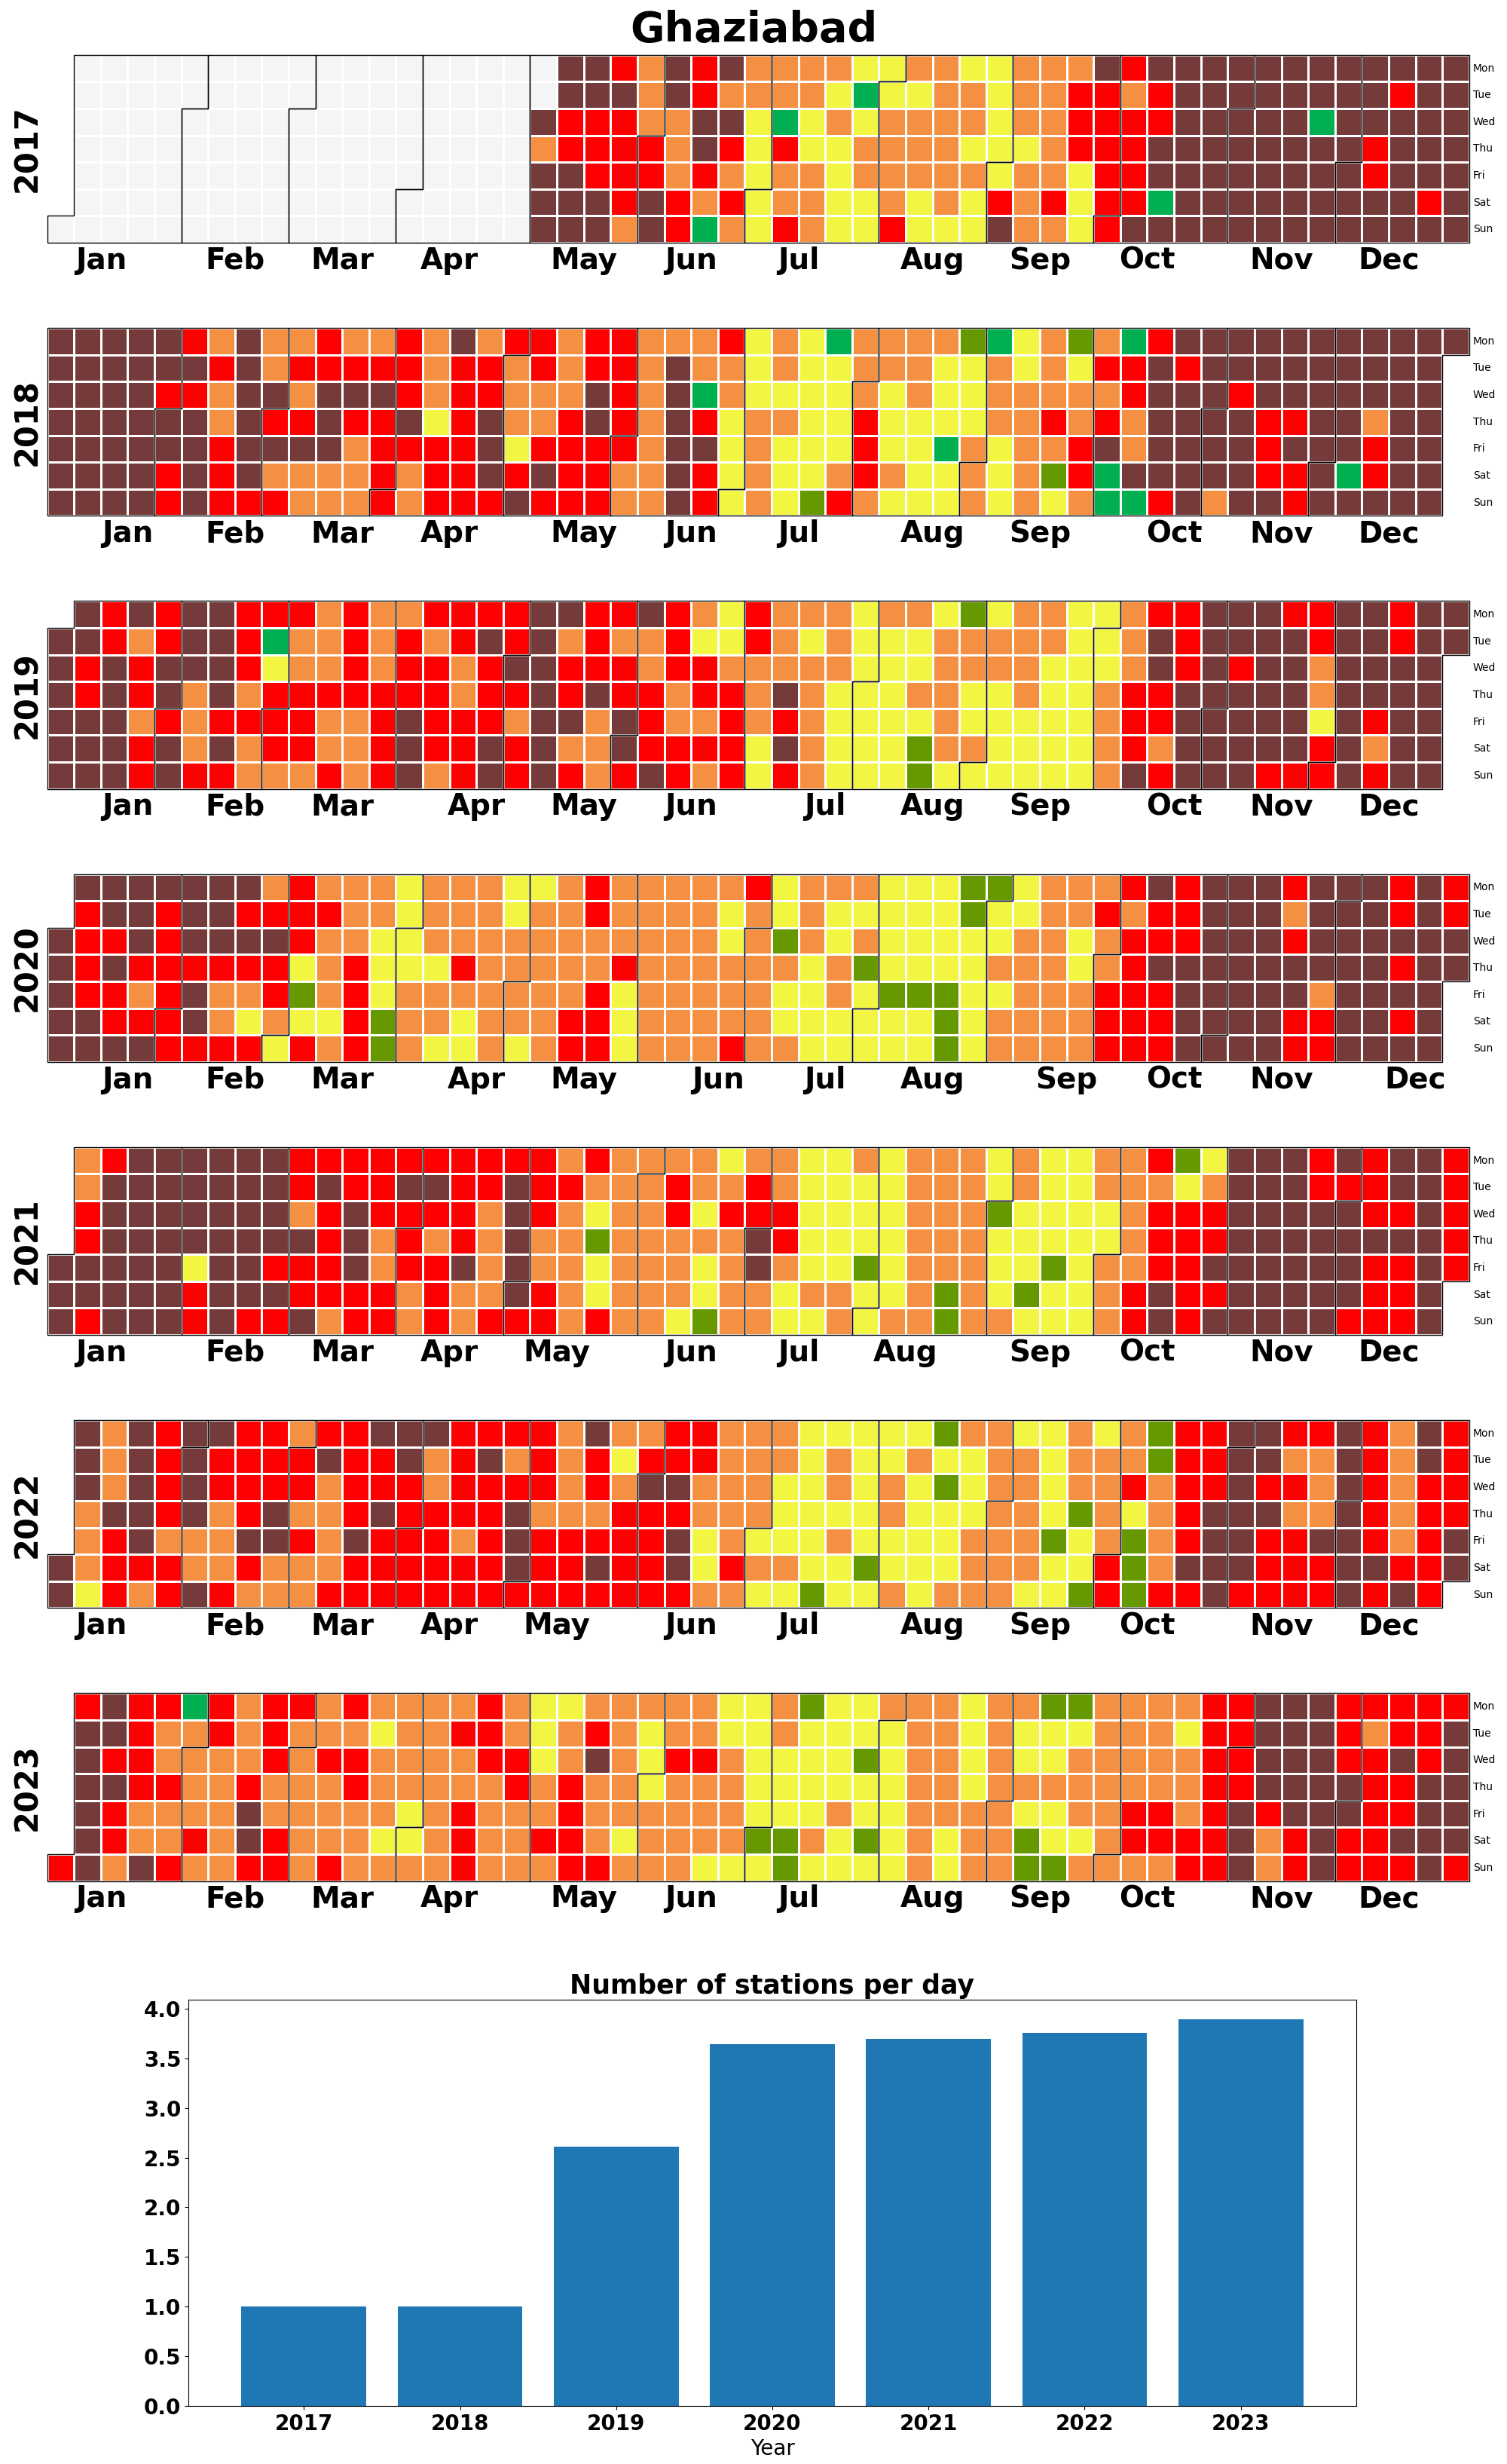 Ghaziabad
2017
Mon
Tue
Wed
Thu
Fri
Sat
Sun
Jan Feb Mar Apr May Jun Jul Aug Sep Oct Nov Dec
2018
Mon
Tue
Wed
Thu
Fri
Sat
Sun
Jan Feb Mar Apr May Jun Jul Aug Sep Oct Nov Dec
2019
Mon
Tue
Wed
Thu
Fri
Sat
Sun
Jan Feb Mar Apr May Jun Jul Aug Sep Oct Nov Dec
2020
Mon
Tue
Wed
Thu
Fri
Sat
Sun
Jan Feb Mar Apr May Jun Jul Aug Sep Oct Nov Dec
2021
Mon
Tue
Wed
Thu
Fri
Sat
Sun
Jan Feb Mar Apr May Jun Jul Aug Sep Oct Nov Dec
2022
Mon
Tue
Wed
Thu
Fri
Sat
Sun
Jan Feb Mar Apr May Jun Jul Aug Sep Oct Nov Dec
2023
Mon
Tue
Wed
Thu
Fri
Sat
Sun
Jan Feb Mar Apr May Jun Jul Aug Sep Oct Nov Dec
Number of stations per day
4.0
3.5
3.0
2.5
2.0
1.5
1.0
0.5
0.0
2017 2018 2019 2020 2021 2022 2023
Year